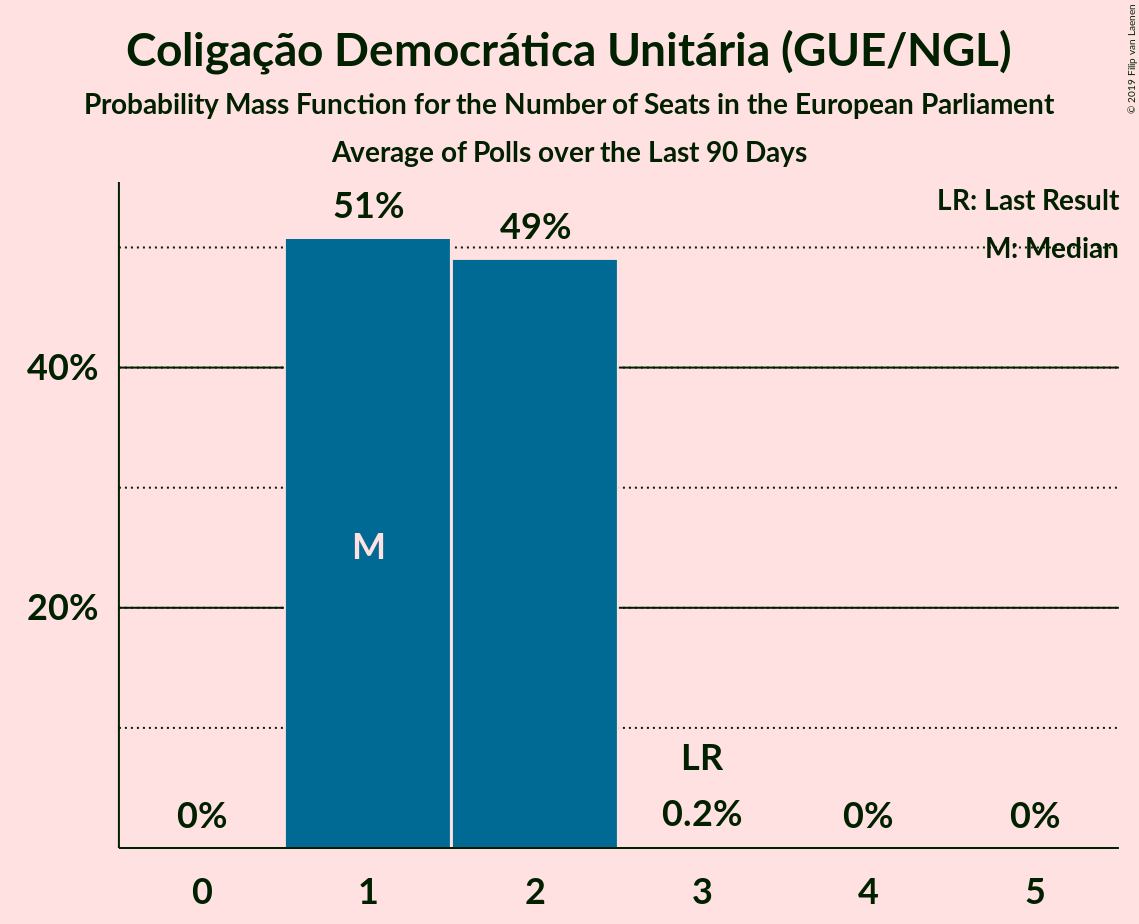 Coligação Democrática Unitária (GUE/NGL)
Probability Mass Function for the Number of Seats in the European Parliament
Average of Polls over the Last 90 Days
© 2019 Filip van Laenen
LR: Last Result
M: Median
51%
49%
40%
20%
M
LR
0%
0.2%
0%
0%
0
1
2
3
4
5